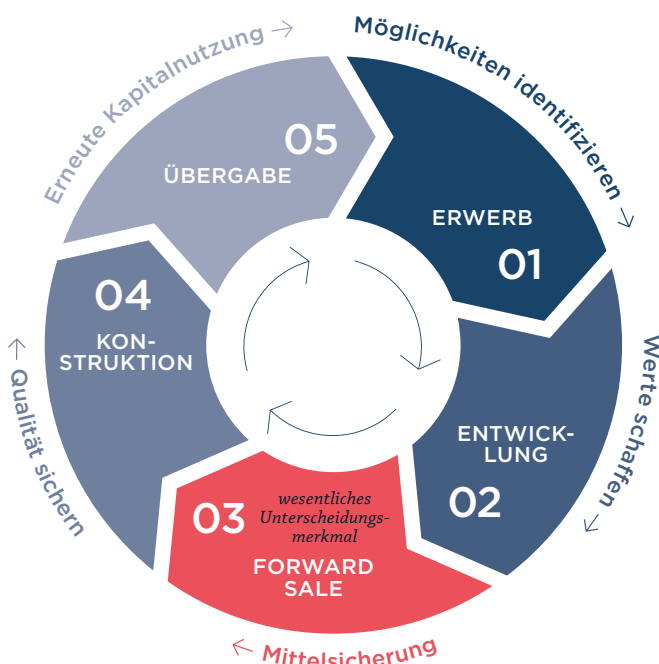 Möglichkeiten identifizieren →
ERWERB
01
Werte schaffen →
ENTWICK-
LUNG
02
03
wesentliches
Unterscheidungs-
merkmal
FORWARD
SALE
← Mittelsicherung
04
KON-
STRUKTION
← Qualität sichern →
05
ÜBERGABE
Erneute Kapitalnutzung →